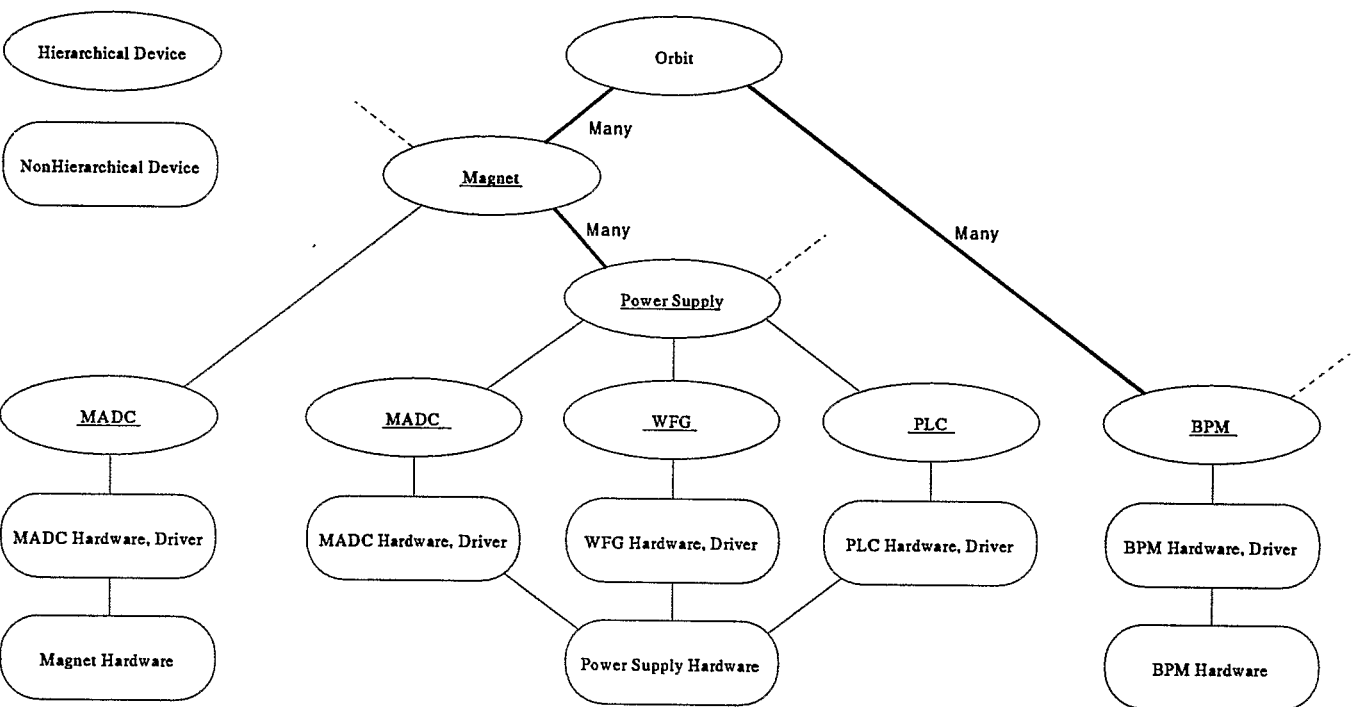 Hierarchical Device
Orbit
Many
NonHierarchical Device
Magnet
Many
Many
Power Supply
MADC
MADC
WFG
PLC
BPM
MADC Hardware, Driver
MADC Hardware, Driver
WFG Hardware, Driver
PLC Hardware, Driver
BPM Hardware, Driver
Magnet Hardware
Power Supply Hardware
BPM Hardware